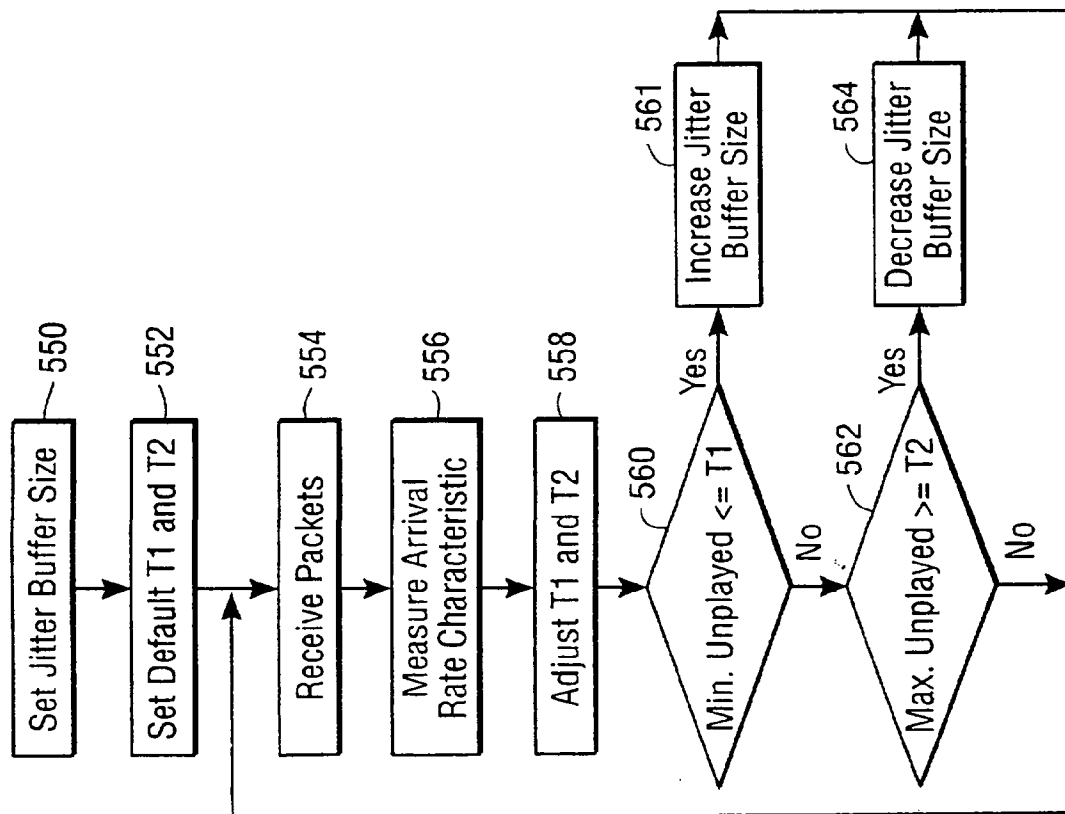 550
Set Jitter Buffer Size
552
Set Default T1 and T2
554
Receive Packets
556
Measure Arrival
Rate Characteristic
558
Adjust T1 and T2
560
Min. Unplayed <= T1
Yes
No
561
Increase Jitter
Buffer Size
562
Max. Unplayed >= T2
Yes
No
564
Decrease Jitter
Buffer Size